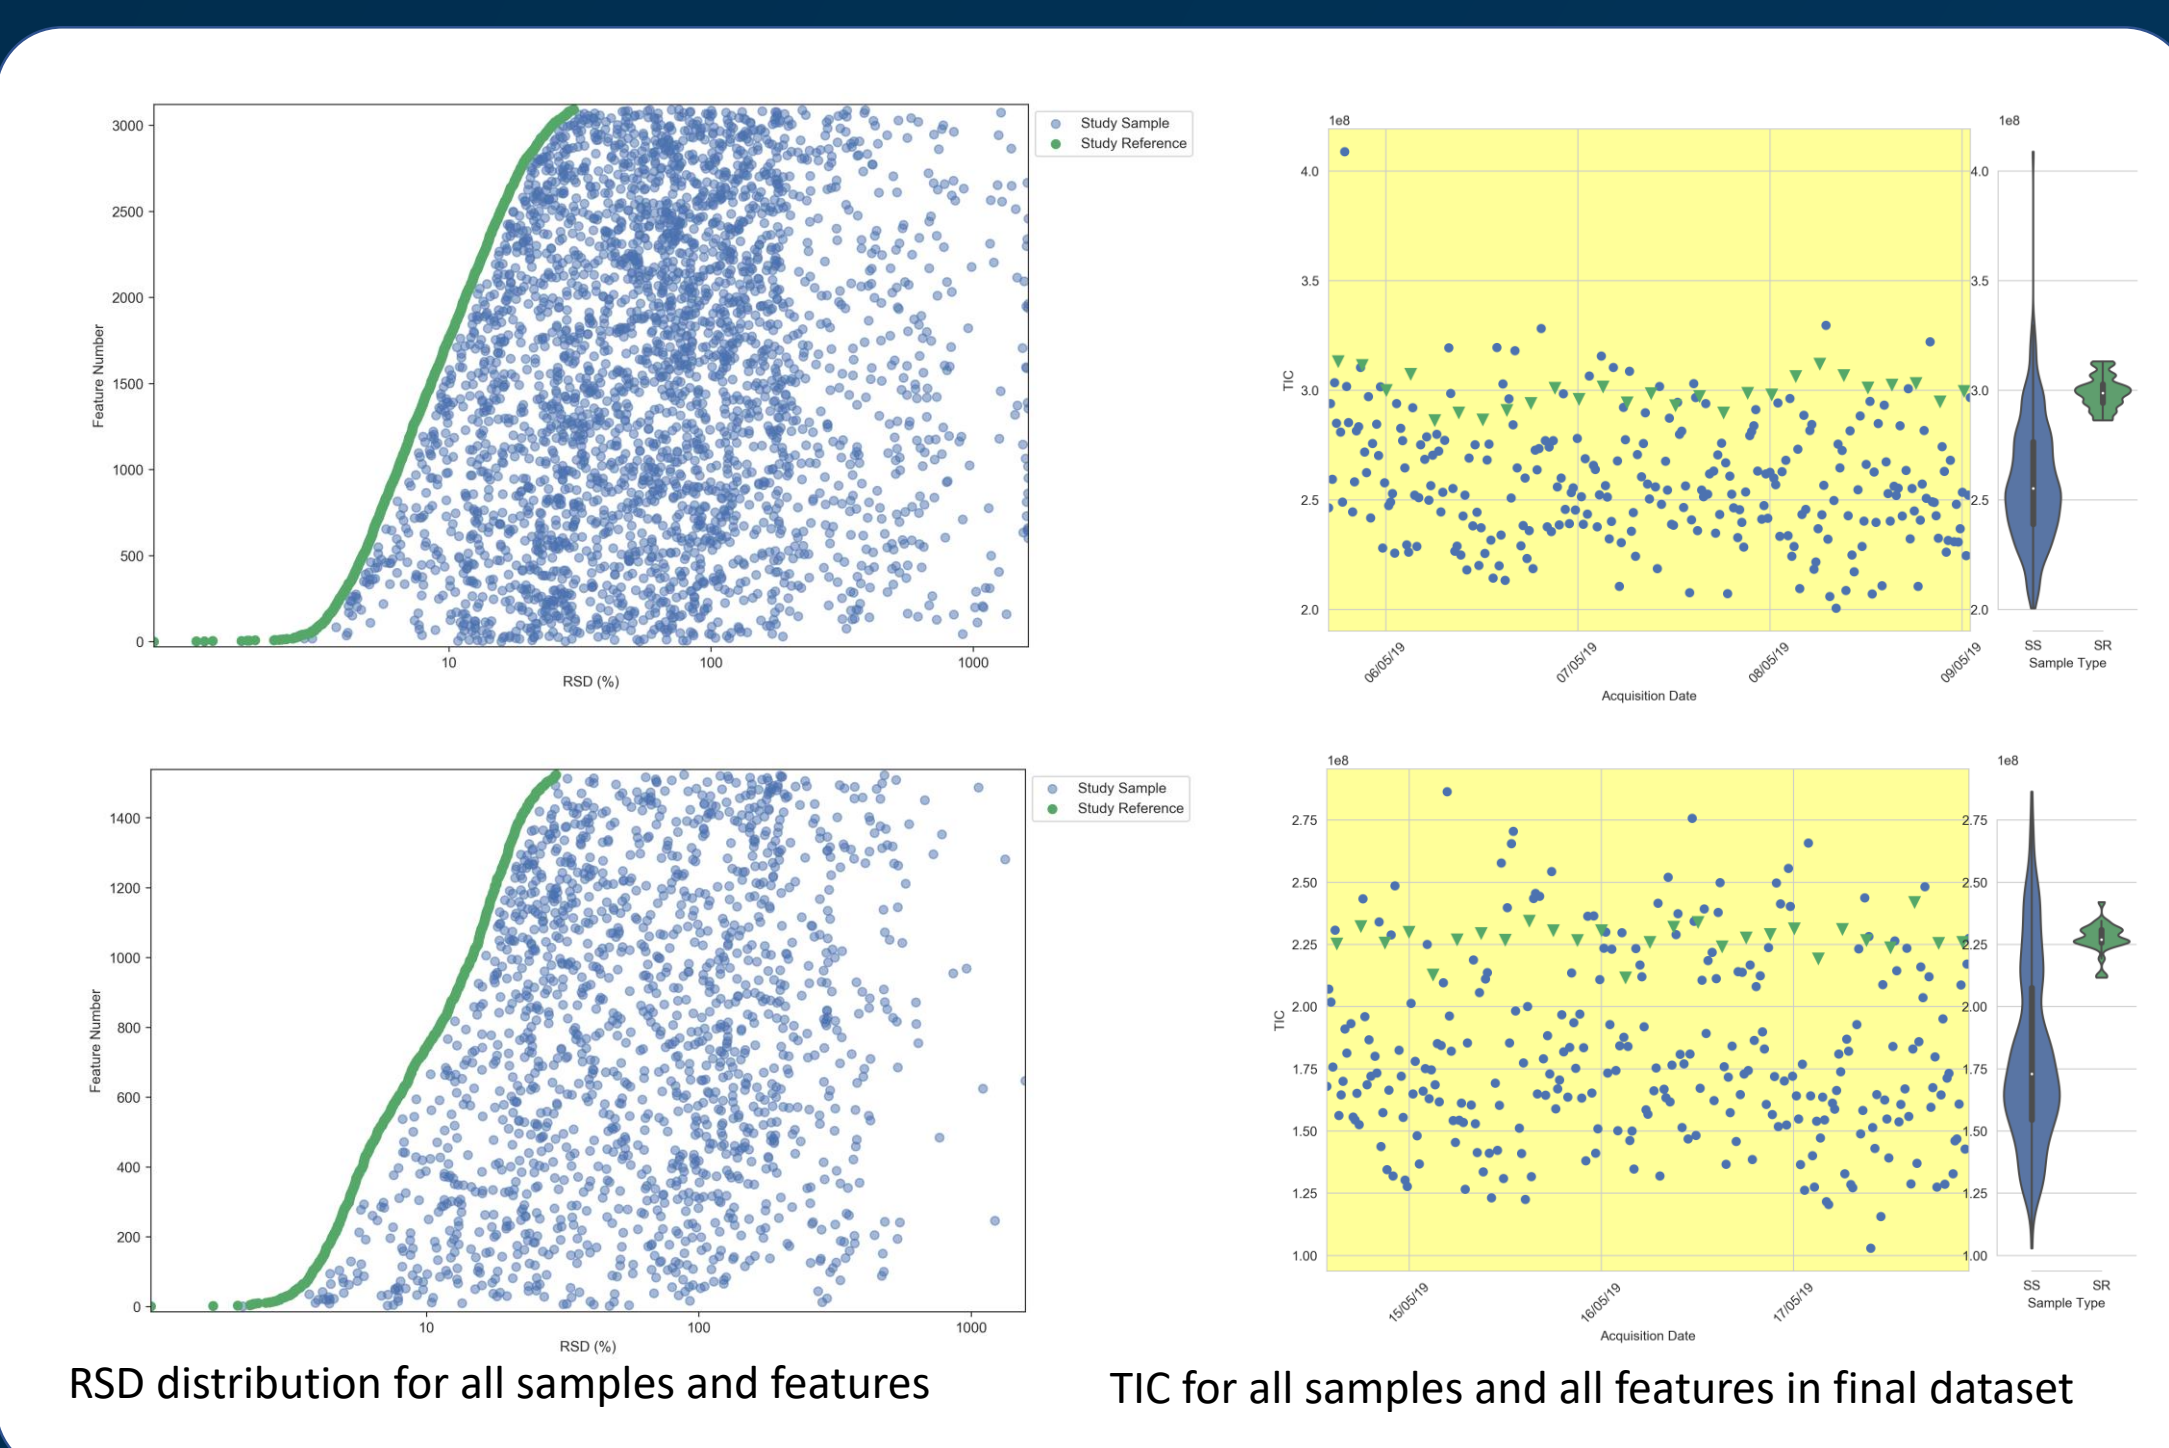 3000
2500
2000
1500
1000
500
0
Feature Number
10
100
1000
RSD (%)
Study Sample
Study Reference
1e8
4.0
3.5
3.0
2.5
2.0
TIC
06/05/19
07/05/19
08/05/19
09/05/19
Acquisition Date
1e8
4.0
3.5
3.0
2.5
2.0
SS
SR
Sample Type
1400
1200
1000
800
600
400
200
0
Feature Number
10
100
1000
RSD (%)
Study Sample
Study Reference
1e8
2.75
2.50
2.25
2.00
1.75
1.50
1.25
1.00
TIC
15/05/19
16/05/19
17/05/19
Acquisition Date
1e8
2.75
2.50
2.25
2.00
1.75
1.50
1.25
1.00
SS
SR
Sample Type
RSD distribution for all samples and features
TIC for all samples and all features in final dataset